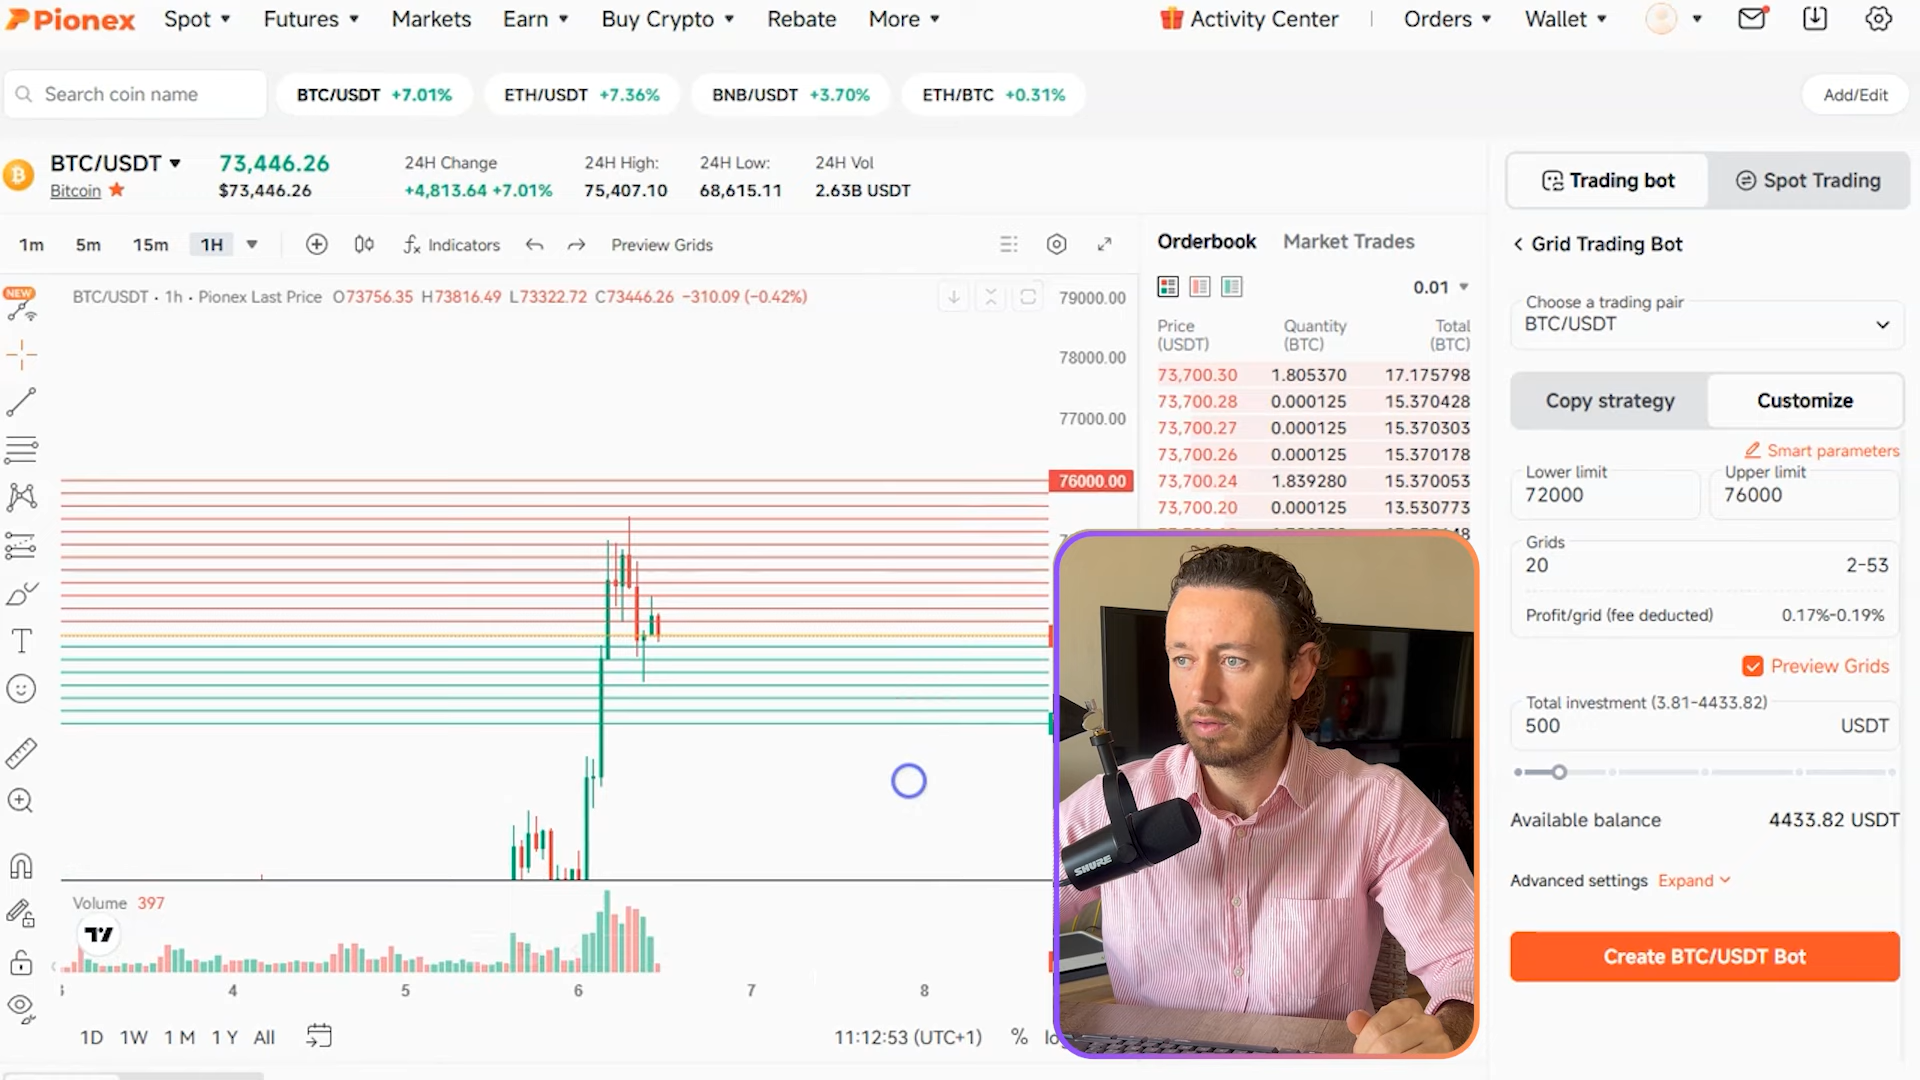 Pionex Spot Futures Markets Earn Buy Crypto Rebate More Activity Center Orders Wallet
Search coin name BTC/USDT +7.01% ETH/USDT +7.36% BNB/USDT +3.70% ETH/BTC +0.31% Add/Edit
BTC/USDT 73,446.26 24H Change 24H High: 24H Low: 24H Vol
Bitcoin $73,446.26 +4,813.64 +7.01% 75,407.10 68,615.11 2.63B USDT
Trading bot Spot Trading
1m 5m 15m 1H Indicators Preview Grids
Orderbook Market Trades
Grid Trading Bot
NEW
BTC/USDT · 1h · Pionex Last Price O73756.35 H73816.49 L73322.72 C73446.26 −310.09 (−0.42%)
79000.00
78000.00
77000.00
76000.00
0.01
Price Quantity Total
(USDT) (BTC) (BTC)
73,700.30 1.805370 17.175798
73,700.28 0.000125 15.370428
73,700.27 0.000125 15.370303
73,700.26 0.000125 15.370178
73,700.24 1.839280 15.370053
73,700.20 0.000125 13.530773
Choose a trading pair
BTC/USDT
Copy strategy Customize
Smart parameters
Lower limit Upper limit
72000 76000
Grids
20 2-53
Profit/grid (fee deducted) 0.17%-0.19%
Preview Grids
Total investment (3.81-4433.82)
500 USDT
Available balance 4433.82 USDT
Advanced settings Expand
Create BTC/USDT Bot
Volume 397
4 5 6 7 8
1D 1W 1M 1Y All 11:12:53 (UTC+1) %
SHURE